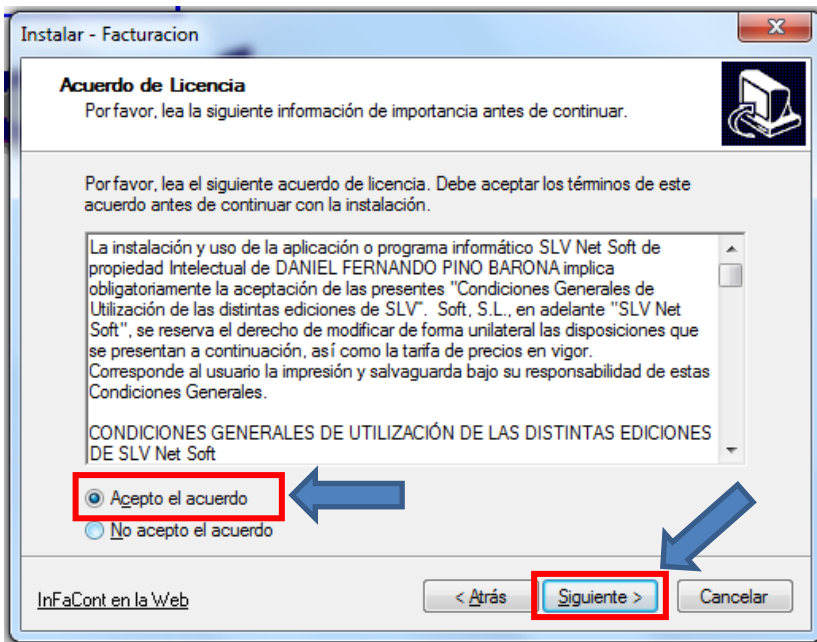 Instalar - Facturacion
Acuerdo de Licencia
Por favor, lea la siguiente información de importancia antes de continuar.
Por favor, lea el siguiente acuerdo de licencia. Debe aceptar los términos de este
acuerdo antes de continuar con la instalación.
La instalación y uso de la aplicación o programa informático SLV Net Soft de
propiedad Intelectual de DANIEL FERNANDO PINO BARONA implica
obligatoriamente la aceptación de las presentes "Condiciones Generales de
Utilización de las distintas ediciones de SLV".  Soft, S.L., en adelante "SLV Net
Soft", se reserva el derecho de modificar de forma unilateral las disposiciones que
se presentan a continuación, así como la tarifa de precios en vigor.
Corresponde al usuario la impresión y salvaguarda bajo su responsabilidad de estas
Condiciones Generales.
CONDICIONES GENERALES DE UTILIZACIÓN DE LAS DISTINTAS EDICIONES
DE SLV Net Soft
Acepto el acuerdo
No acepto el acuerdo
InFaCont en la Web
< Atrás
Siguiente >
Cancelar